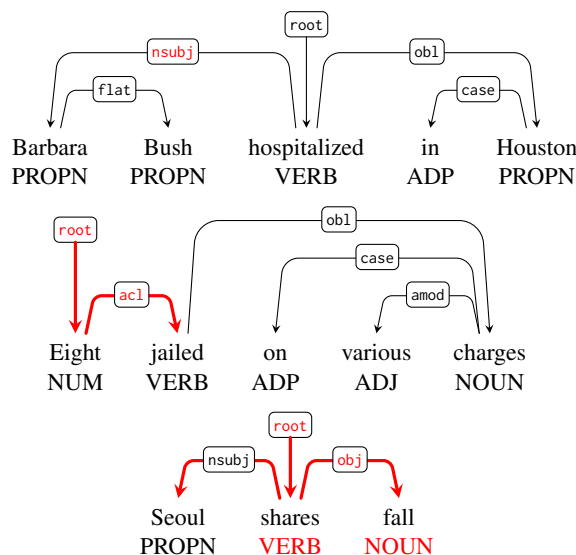 root
nsubj obl
flat case
Barbara Bush hospitalized in Houston
PROPN PROPN VERB ADP PROPN
obl
root
case
acl amod
Eight jailed on various charges
NUM VERB ADP ADJ NOUN
root
nsubj obj
Seoul shares fall
PROPN VERB NOUN